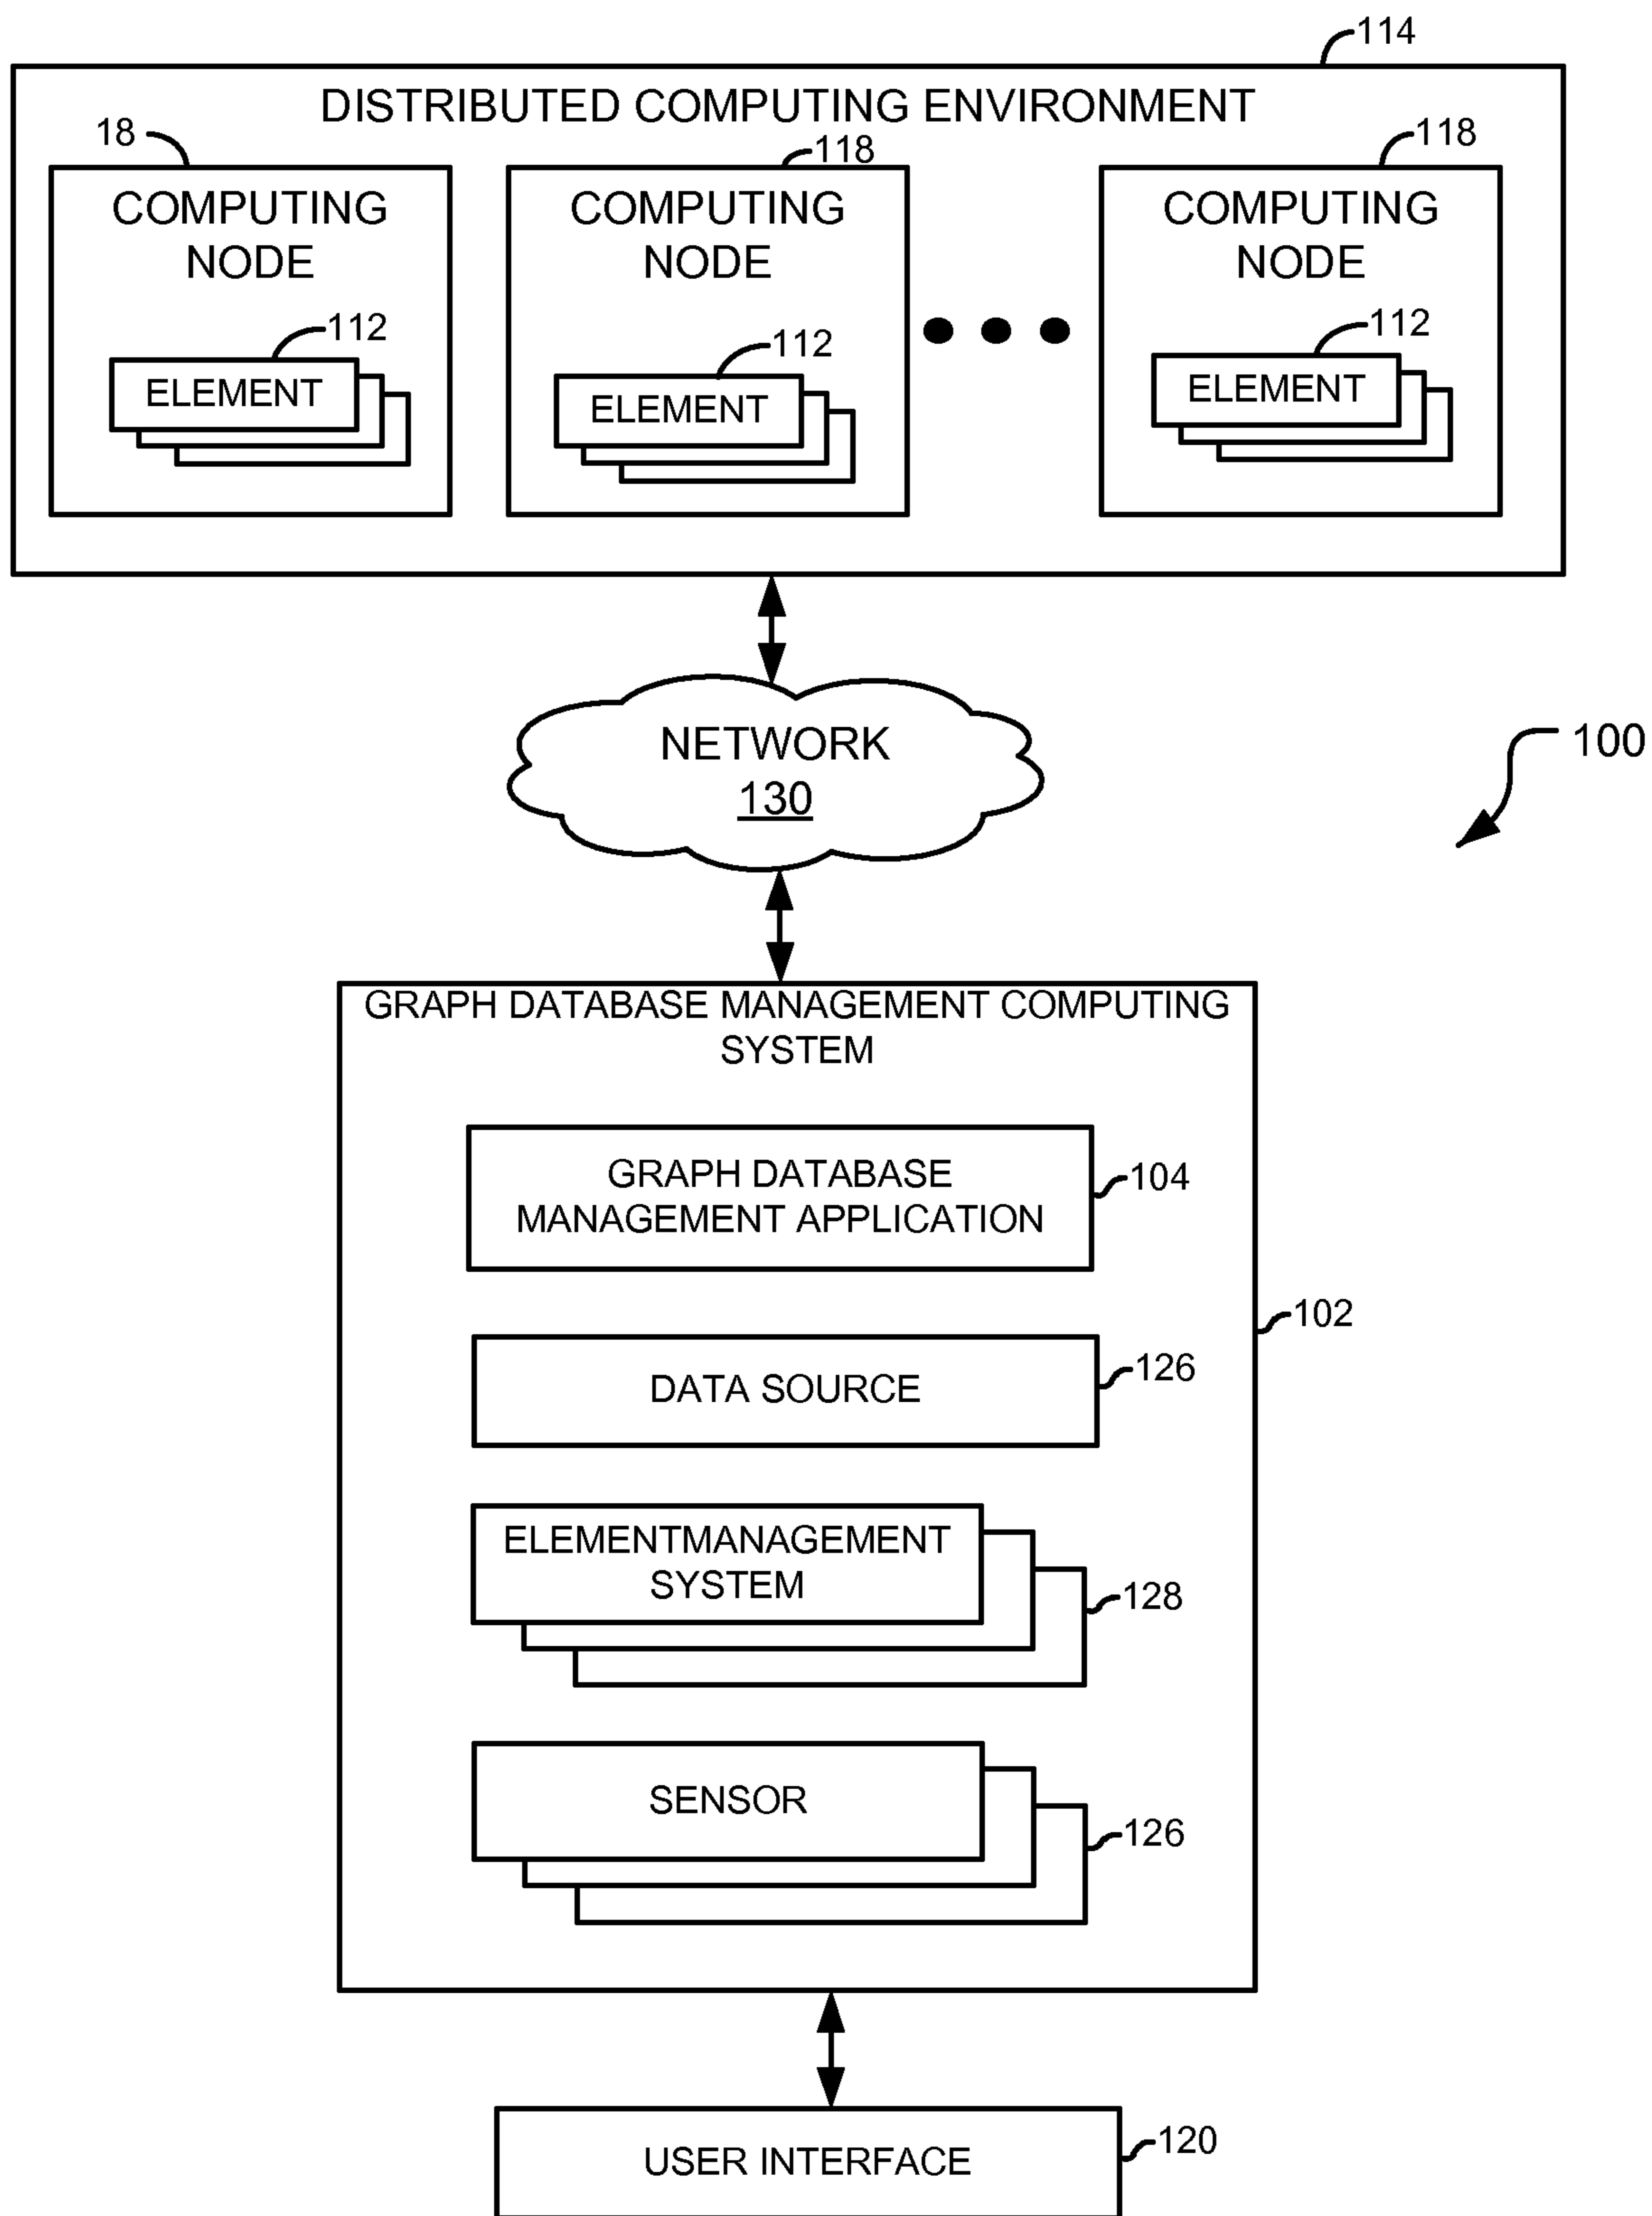 114
DISTRIBUTED COMPUTING ENVIRONMENT
18
118
118
COMPUTING
NODE
112
ELEMENT
COMPUTING
NODE
112
ELEMENT
COMPUTING
NODE
112
ELEMENT
NETWORK
130
100
GRAPH DATABASE MANAGEMENT COMPUTING
SYSTEM
GRAPH DATABASE
MANAGEMENT APPLICATION
104
102
DATA SOURCE
126
ELEMENTMANAGEMENT
SYSTEM
128
SENSOR
126
USER INTERFACE
120